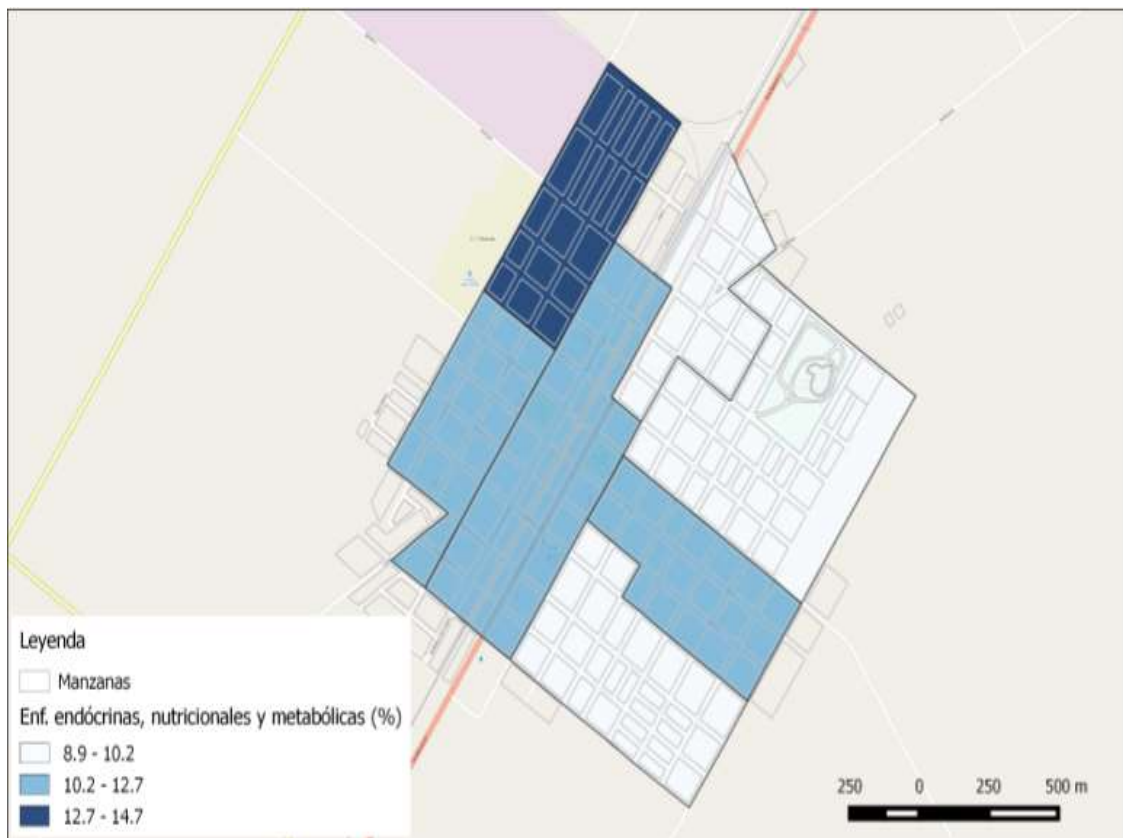 Leyenda
Manzanas
Enf. endócrinas, nutricionales y metabólicas (%)
8.9 - 10.2
10.2 - 12.7
12.7 - 14.7
250 0 250 500 m